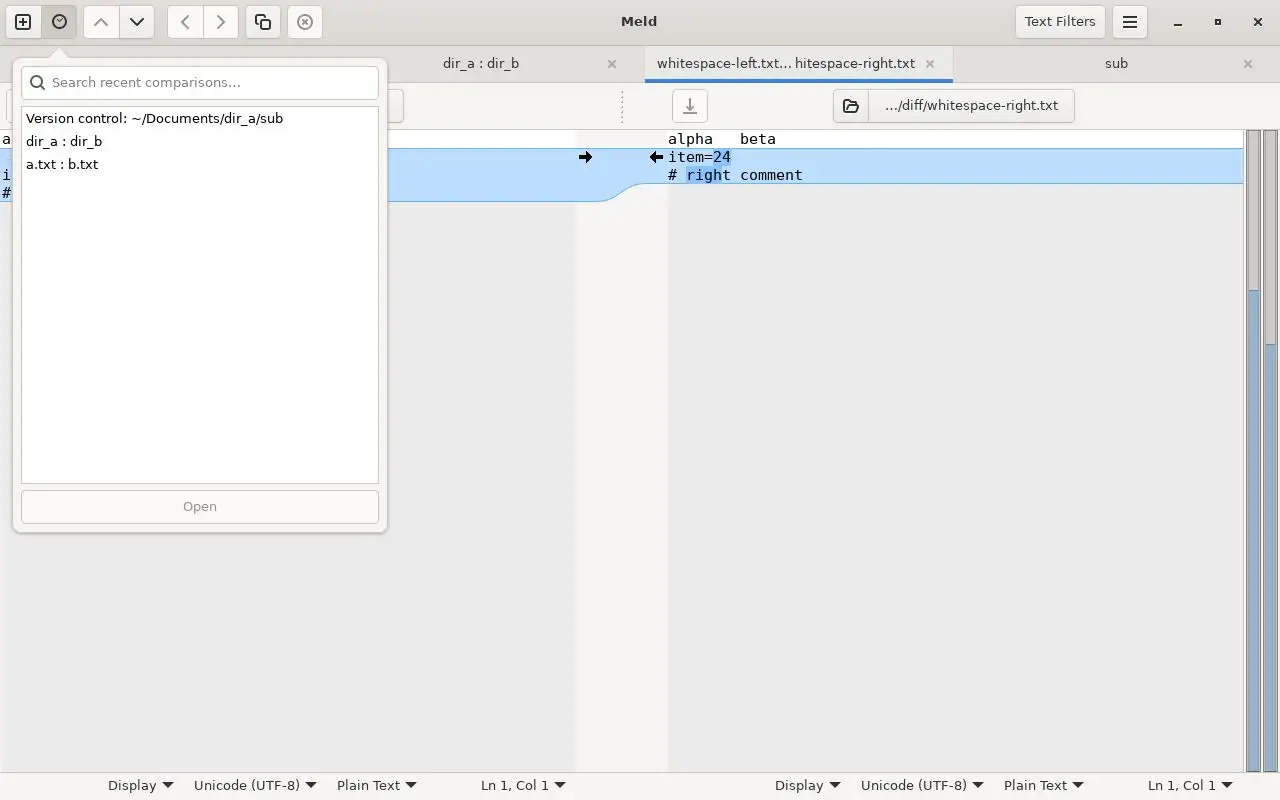 Meld
Text Filters
dir_a : dir_b
whitespace-left.txt... hitespace-right.txt
sub
Search recent comparisons...
.../diff/whitespace-right.txt
Version control: ~/Documents/dir_a/sub
dir_a : dir_b
a.txt : b.txt
Open
a
i
#
alpha   beta
item=24
# right comment
Display
Unicode (UTF-8)
Plain Text
Ln 1, Col 1
Display
Unicode (UTF-8)
Plain Text
Ln 1, Col 1